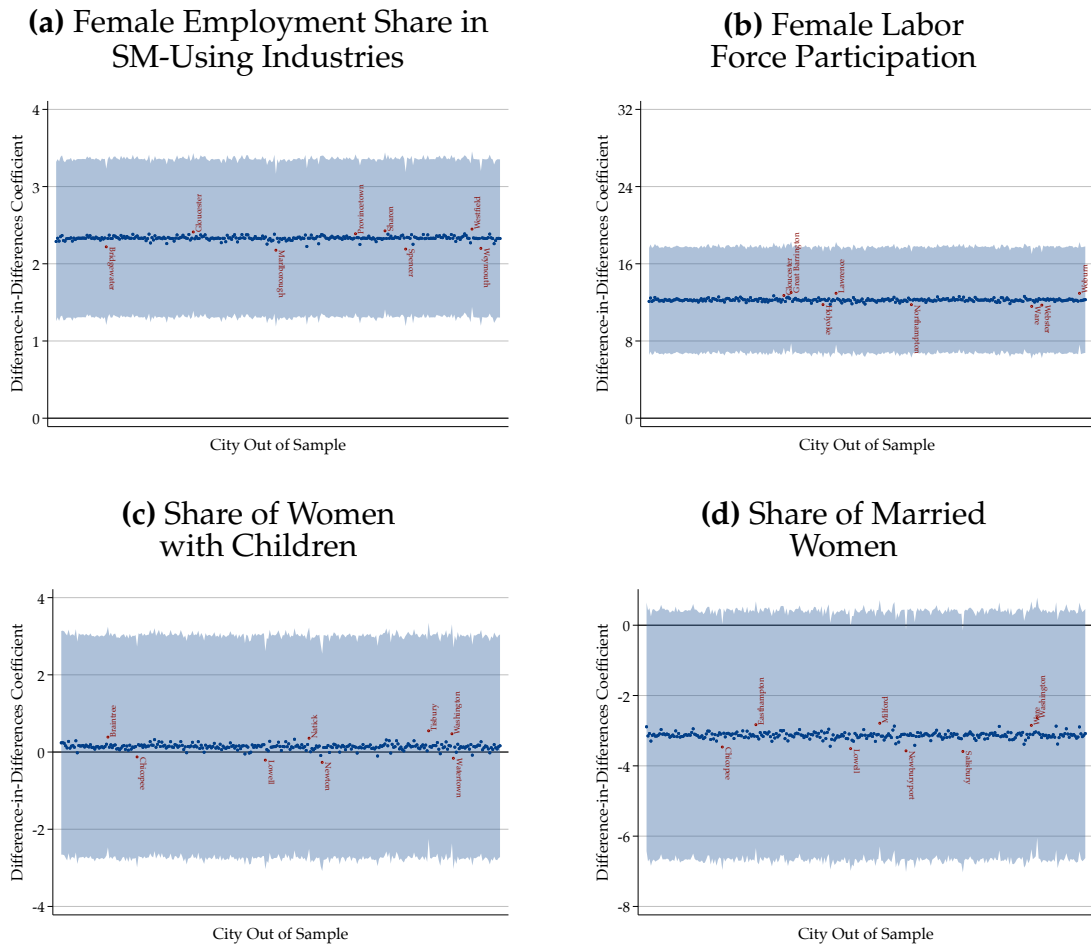 (a) Female Employment Share in
SM-Using Industries
Difference-in-Differences Coefficient
4
3
2
1
0
Bridgewater
Gloucester
Marlborough
Provincetown
Sharon
Spencer
Westfield
Weymouth
City Out of Sample
(b) Female Labor
Force Participation
Difference-in-Differences Coefficient
32
24
16
8
0
Gloucester
Great Barrington
Holyoke
Lawrence
Northampton
Ware
Webster
Woburn
City Out of Sample
(c) Share of Women
with Children
Difference-in-Differences Coefficient
4
2
0
-2
-4
Braintree
Chicopee
Lowell
Natick
Newton
Tisbury
Washington
Watertown
City Out of Sample
(d) Share of Married
Women
Difference-in-Differences Coefficient
0
-2
-4
-6
-8
Chicopee
Easthampton
Lowell
Milford
Newburyport
Salisbury
Ware
Washington
City Out of Sample